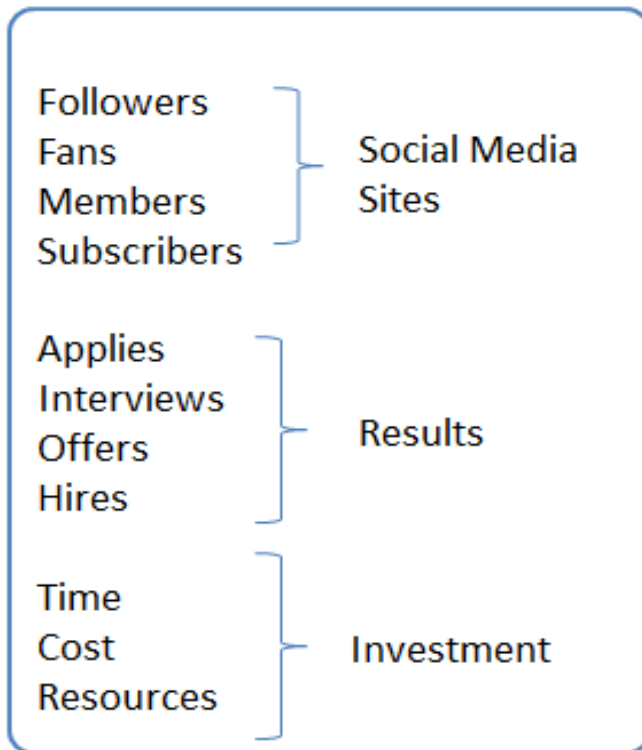 Followers
Fans
Members
Subscribers
Social Media
Sites
Applies
Interviews
Offers
Hires
Results
Time
Cost
Resources
Investment